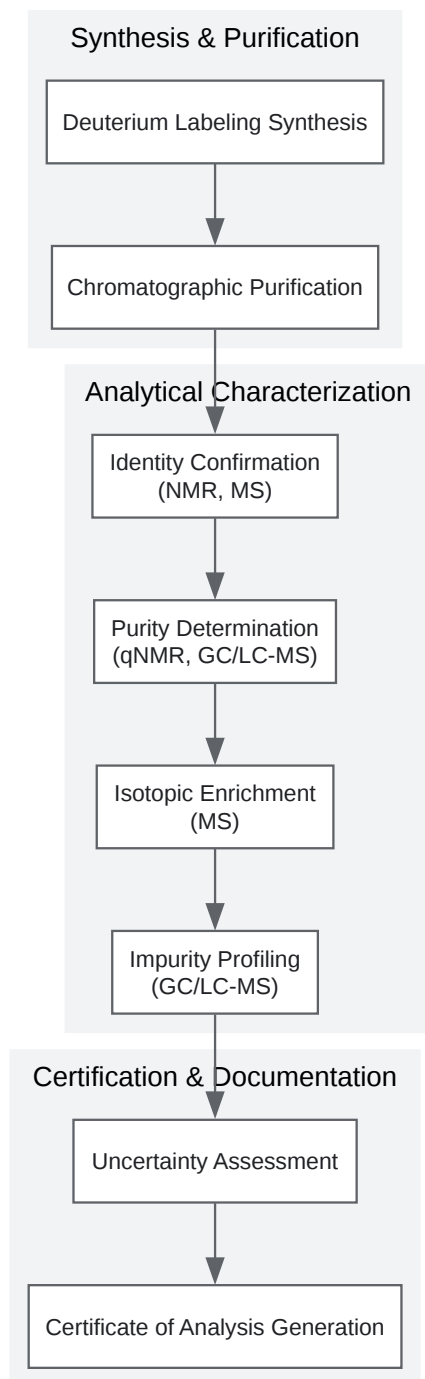 Synthesis & Purification
Deuterium Labeling Synthesis
Chromatographic Purification
Analytical Characterization
Identity Confirmation
(NMR, MS)
Purity Determination
(qNMR, GC/LC-MS)
Isotopic Enrichment
(MS)
Impurity Profiling
(GC/LC-MS)
Certification & Documentation
Uncertainty Assessment
Certificate of Analysis Generation